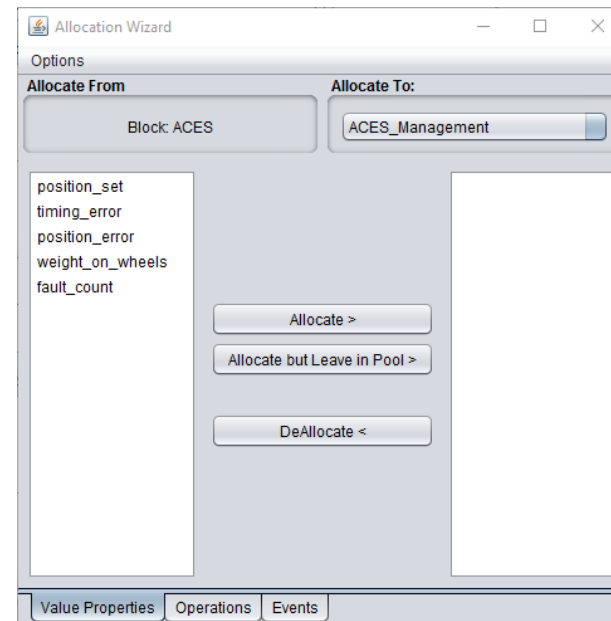 Allocation Wizard
Options
Allocate From
Allocate To:
Block: ACES
ACES_Management
position_set
timing_error
position_error
weight_on_wheels
fault_count
Allocate >
Allocate but Leave in Pool >
DeAllocate <
Value Properties
Operations
Events